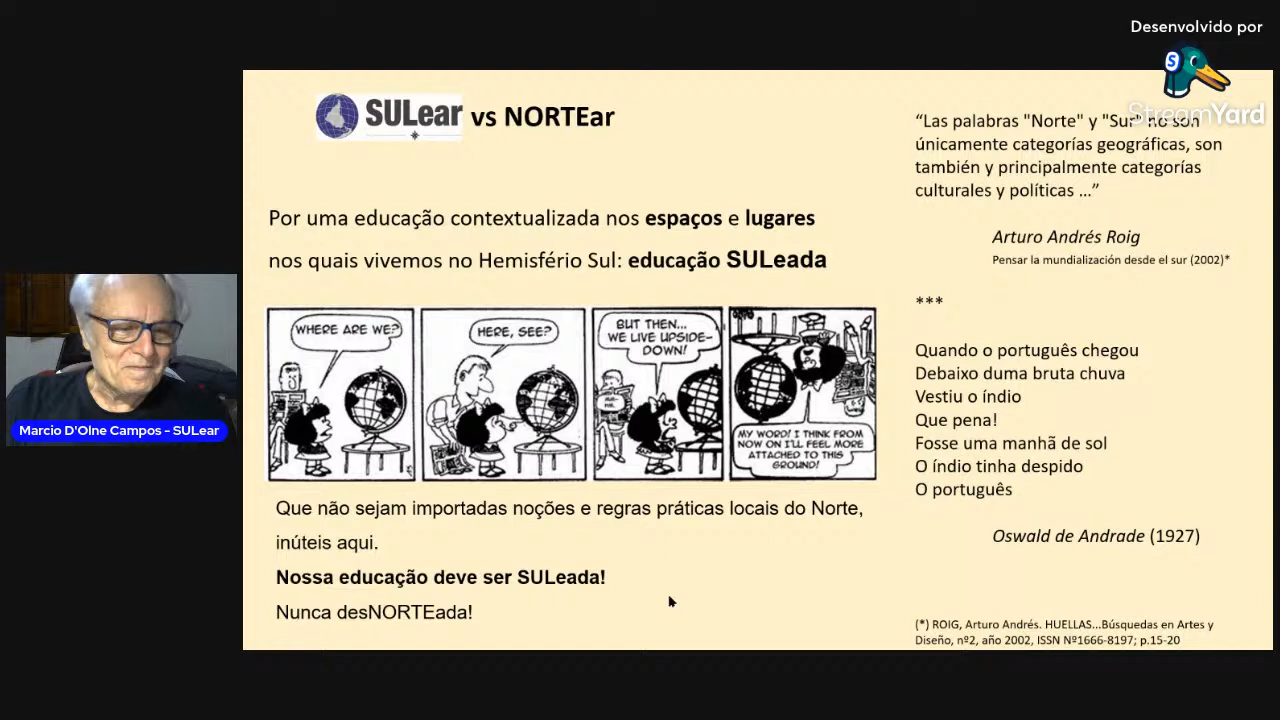 Desenvolvido por
StreamYard
SULear vs NORTEar
Por uma educação contextualizada nos espaços e lugares
nos quais vivemos no Hemisfério Sul: educação SULeada
WHERE ARE WE?
HERE, SEE?
BUT THEN...
WE LIVE UPSIDE-
DOWN!
MY WORD! I THINK FROM
NOW ON I'LL FEEL MORE
ATTACHED TO THIS
GROUND!
Que não sejam importadas noções e regras práticas locais do Norte,
inúteis aqui.
Nossa educação deve ser SULeada!
Nunca desNORTEada!
“Las palabras "Norte" y "Sur" no son
únicamente categorías geográficas, son
también y principalmente categorías
culturales y políticas ...”
Arturo Andrés Roig
Pensar la mundialización desde el sur (2002)*
***
Quando o português chegou
Debaixo duma bruta chuva
Vestiu o índio
Que pena!
Fosse uma manhã de sol
O índio tinha despido
O português
Oswald de Andrade (1927)
(*) ROIG, Arturo Andrés. HUELLAS...Búsquedas en Artes y
Diseño, nº2, año 2002, ISSN Nº1666-8197; p.15-20
Marcio D'Olne Campos - SULear